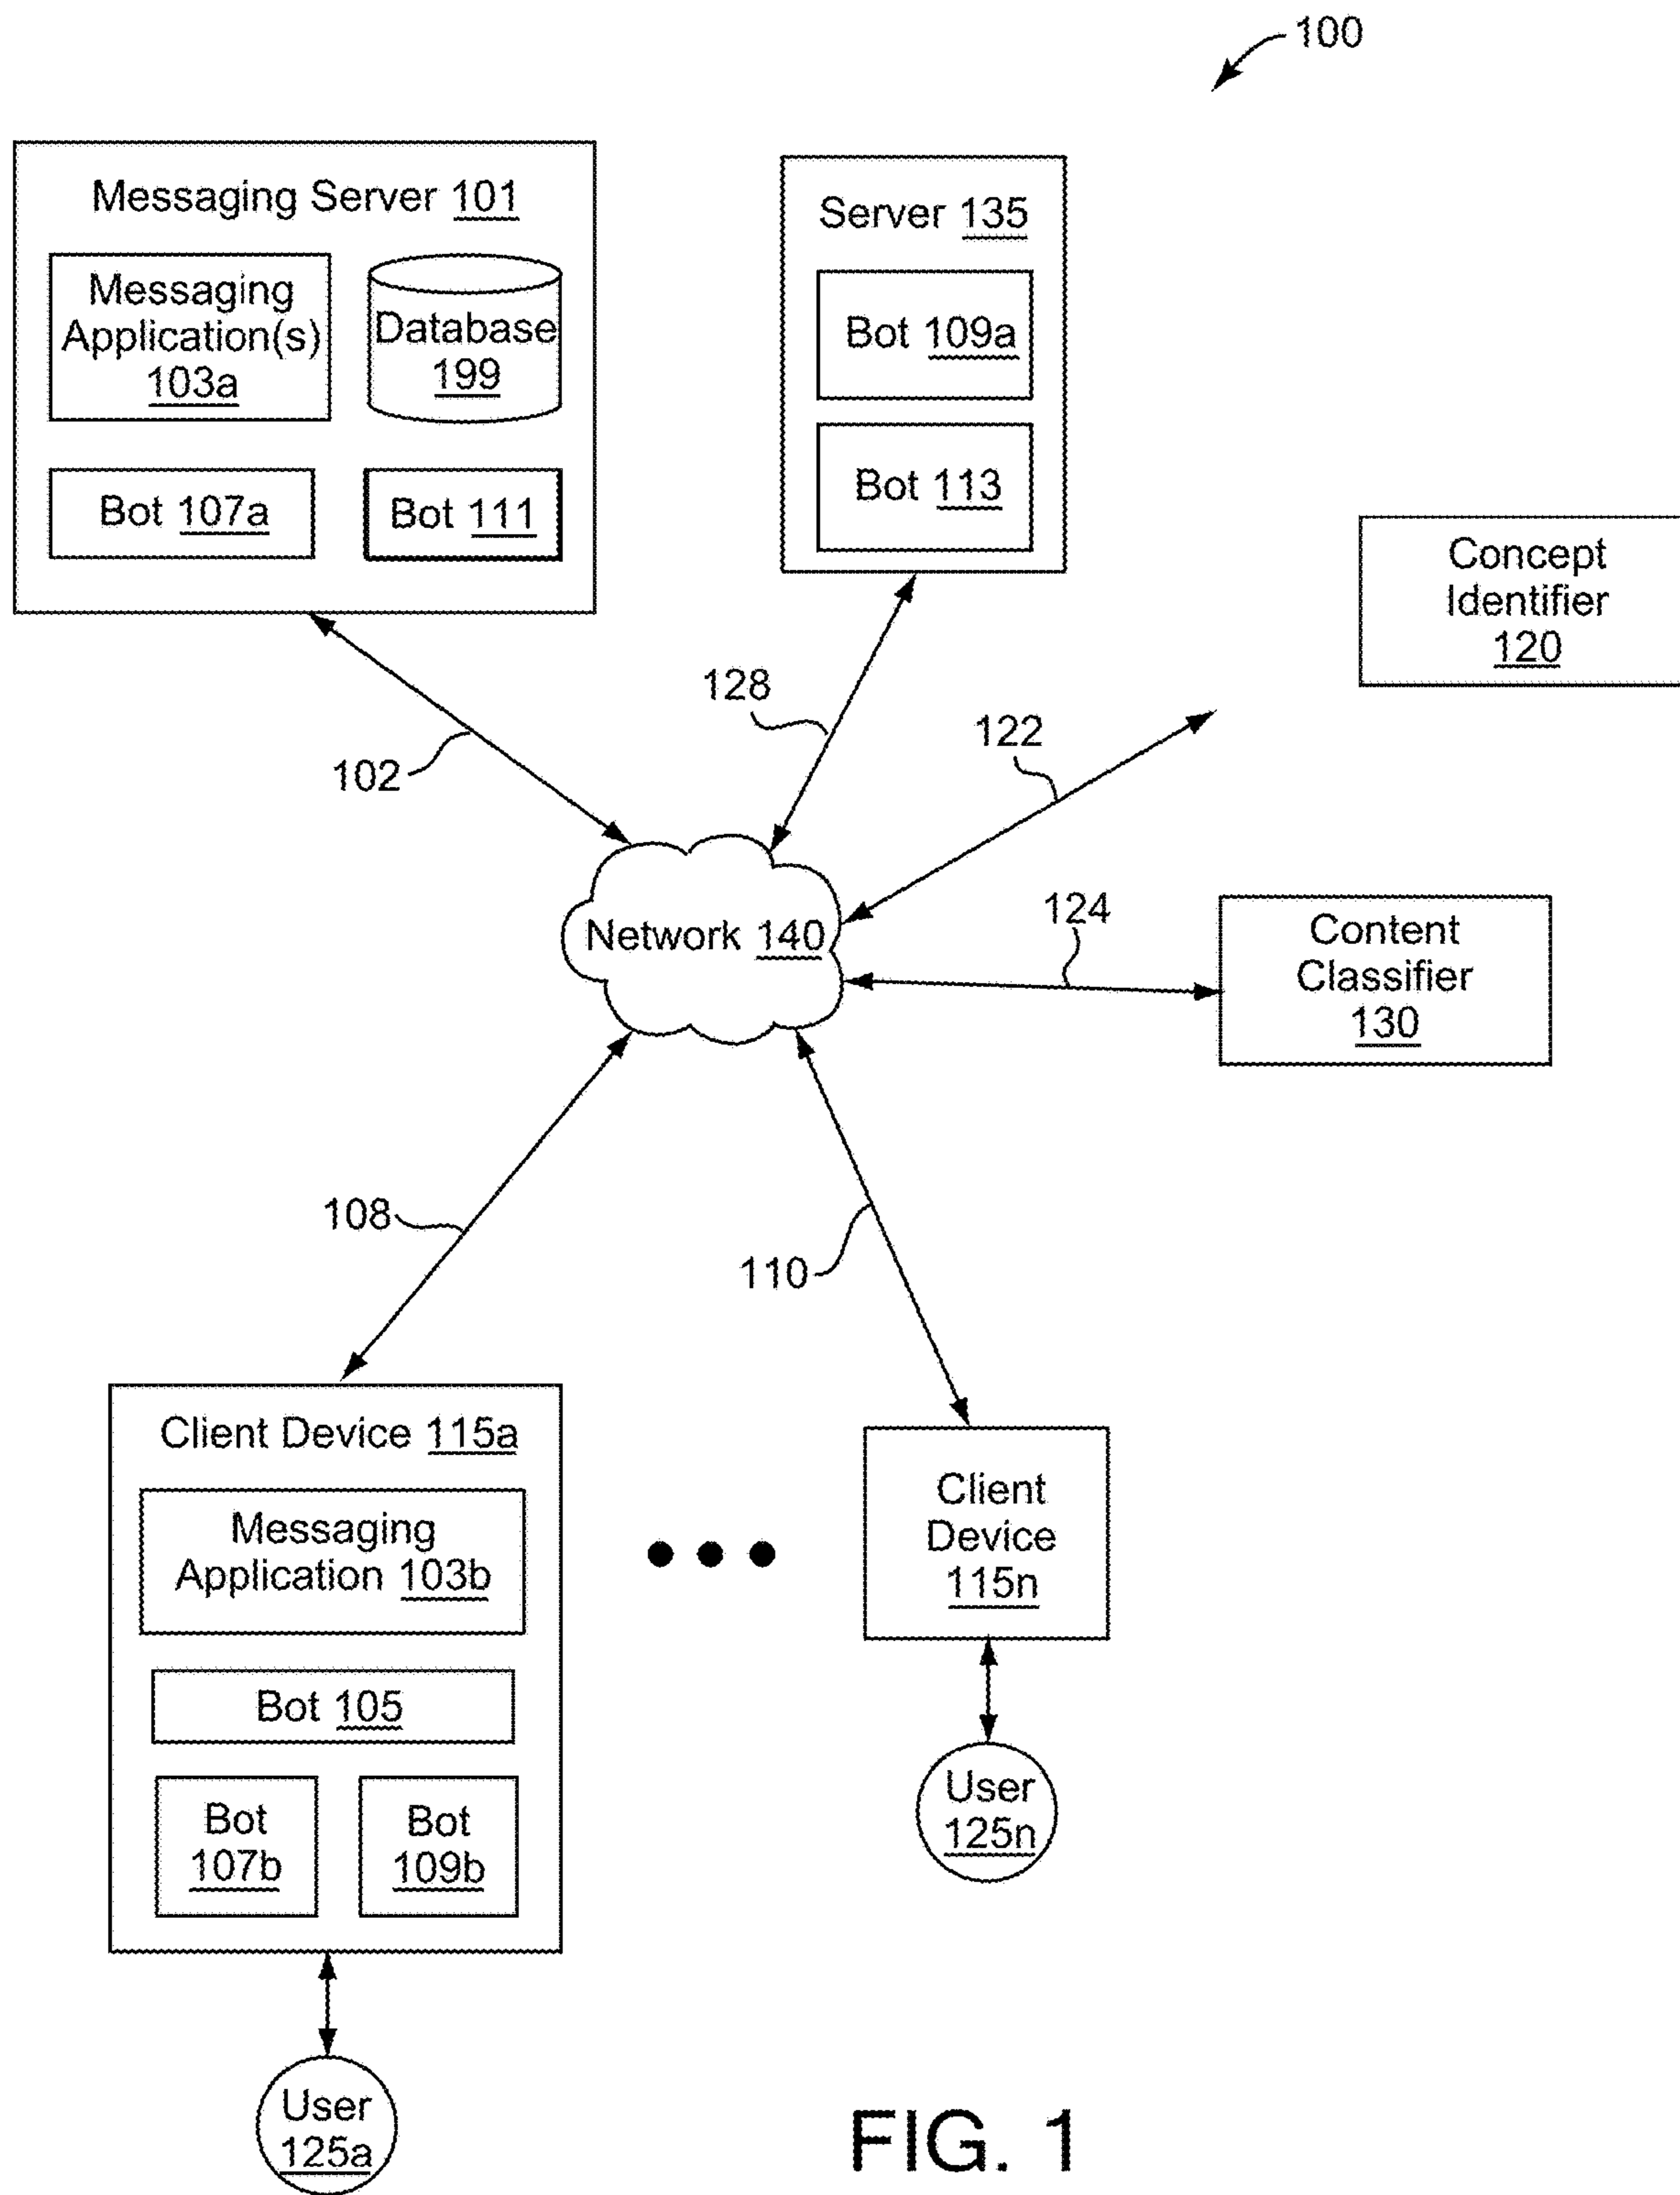 100
Messaging Server 101
Messaging
Application(s)
103a
Database
199
Bot 107a
Bot 111
Server 135
Bot 109a
Bot 113
Concept
Identifier
120
128
122
102
Network 140
124
Content
Classifier
130
108
110
Client Device 115a
Messaging
Application 103b
Bot 105
Bot
107b
Bot
109b
Client
Device
115n
User
125n
User
125a
FIG. 1